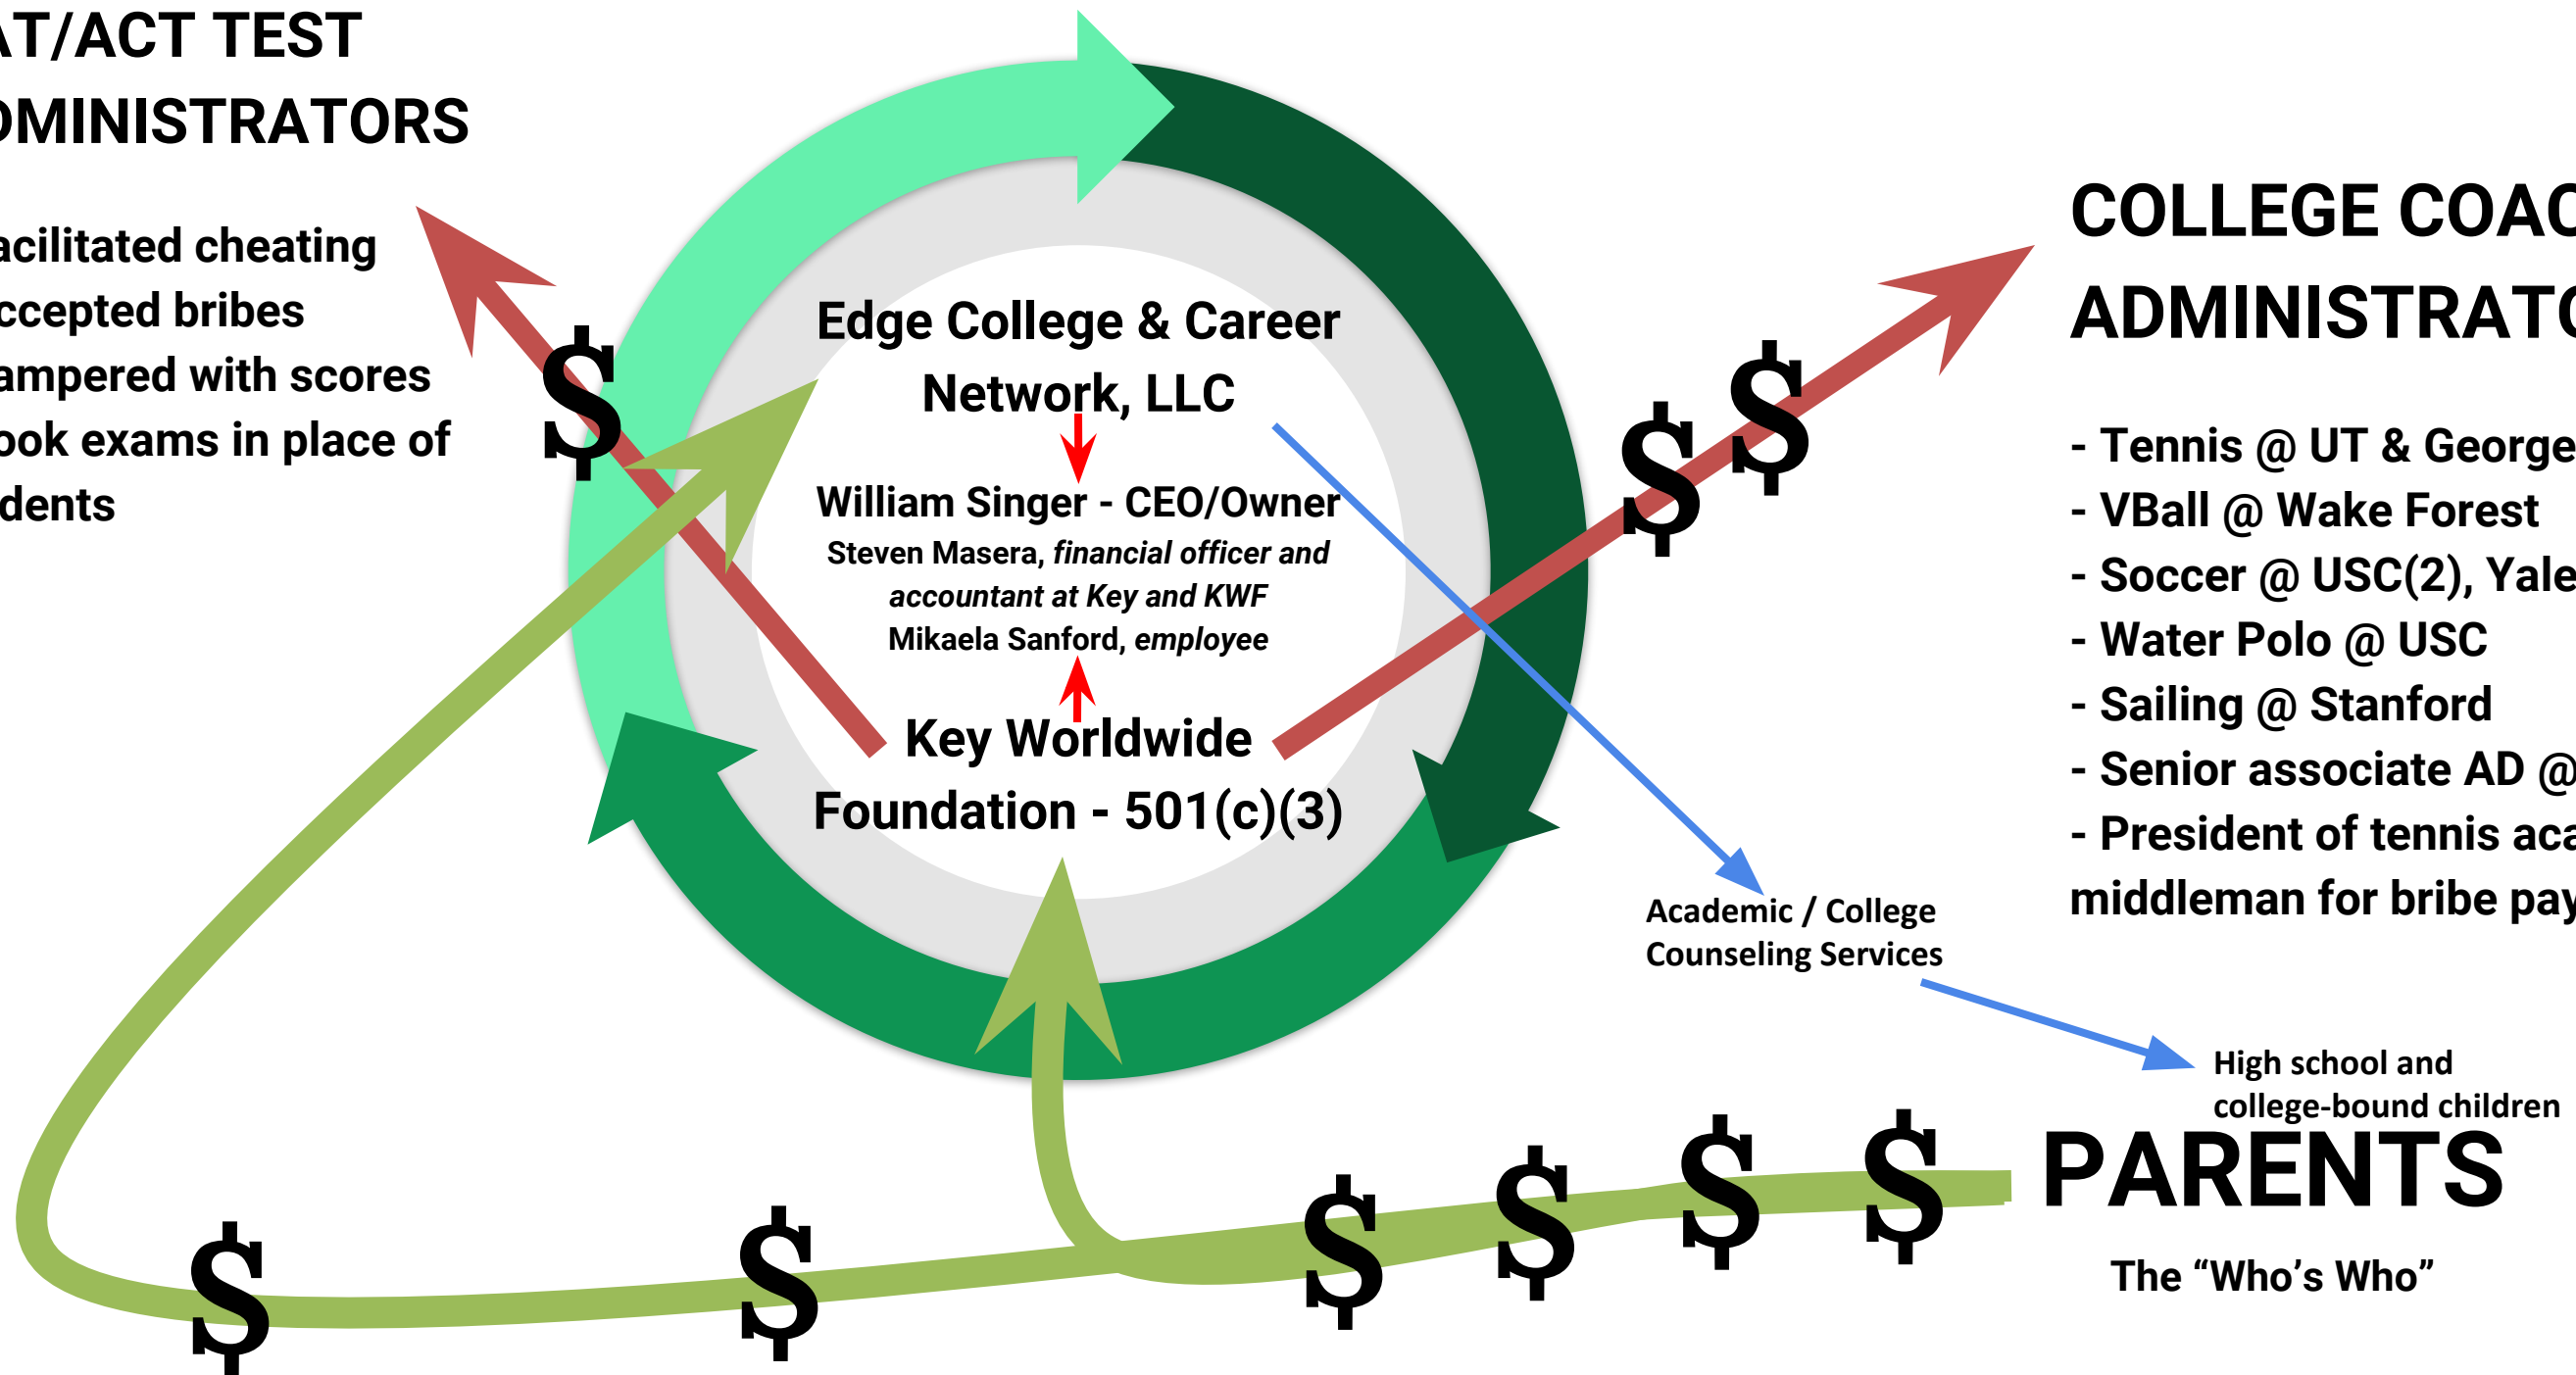 AT/ACT TEST
DMINISTRATORS
acilitated cheating
ccepted bribes
ampered with scores
ook exams in place of
dents
$
Edge College & Career
Network, LLC
William Singer - CEO/Owner
Steven Masera, financial officer and
accountant at Key and KWF
Mikaela Sanford, employee
Key Worldwide
Foundation - 501(c)(3)
$
$
COLLEGE COAC
ADMINISTRATO
- Tennis @ UT & George
- VBall @ Wake Forest
- Soccer @ USC(2), Yale
- Water Polo @ USC
- Sailing @ Stanford
- Senior associate AD @
- President of tennis aca
middleman for bribe pay
Academic / College
Counseling Services
High school and
college-bound children
PARENTS
The “Who’s Who”
$
$
$
$
$
$